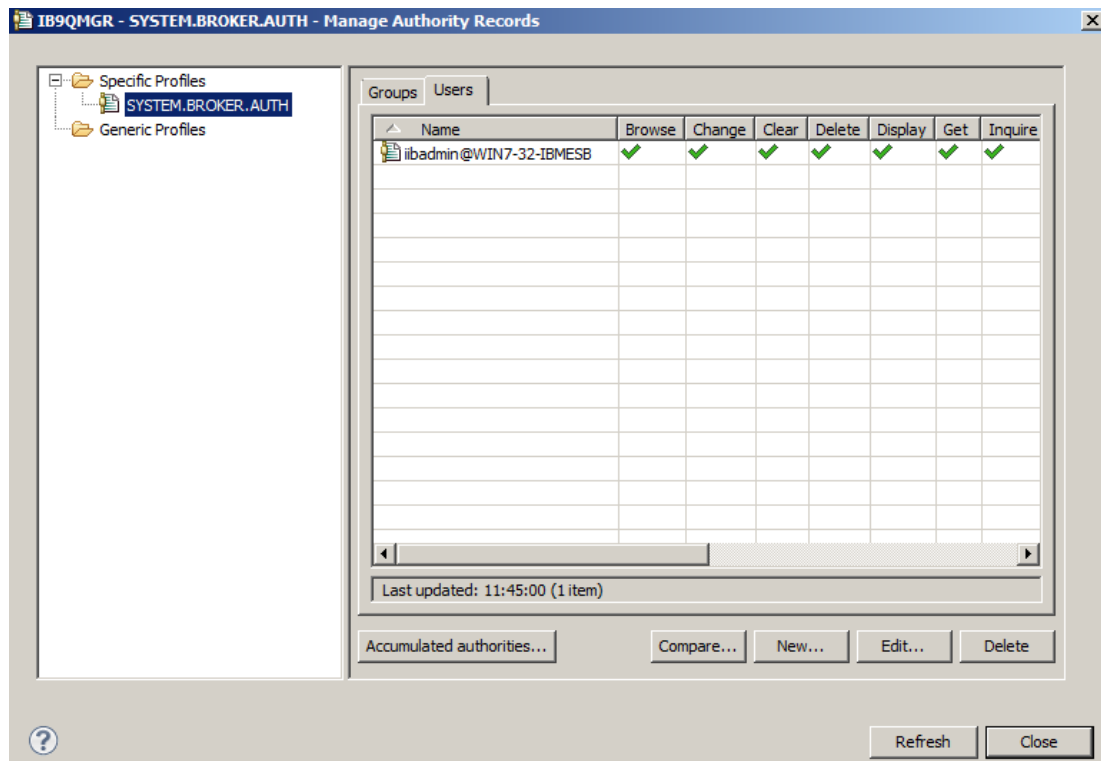 IB9QMGR - SYSTEM.BROKER.AUTH - Manage Authority Records
Specific Profiles
SYSTEM.BROKER.AUTH
Generic Profiles
Groups Users
Name Browse Change Clear Delete Display Get Inquire
iibadmin@WIN7-32-IBMESB
Last updated: 11:45:00 (1 item)
Accumulated authorities... Compare... New... Edit... Delete
? Refresh Close